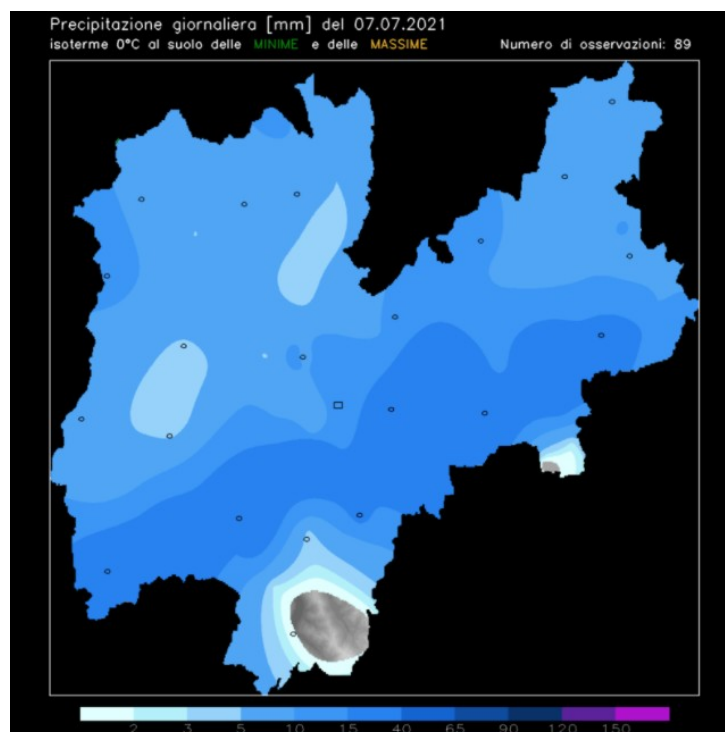 Precipitazione giornaliera [mm] del 07.07.2021
isoterme 0°C al suolo delle MINIME e delle MASSIME Numero di osservazioni: 89
2 3 5 10 15 40 65 90 120 150